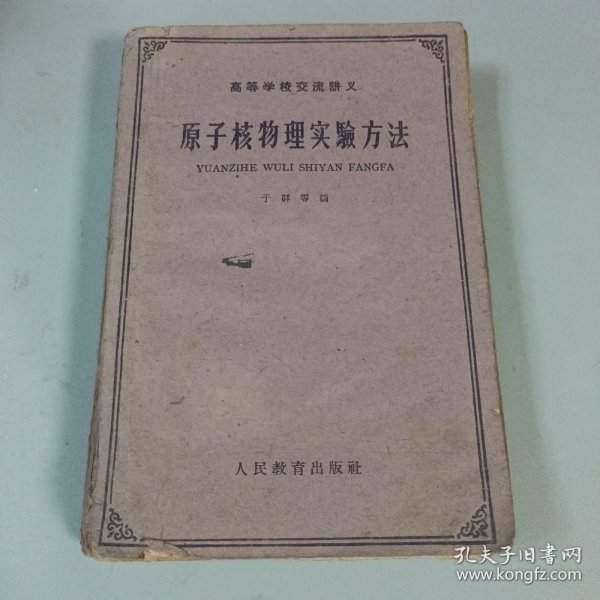 高等学校交流讲义
原子核物理实驗方法
YUANZIHE WULI SHIYAN FANGFA
于群等編
人民教育出版社
孔夫子旧书网
www.kongfz.com